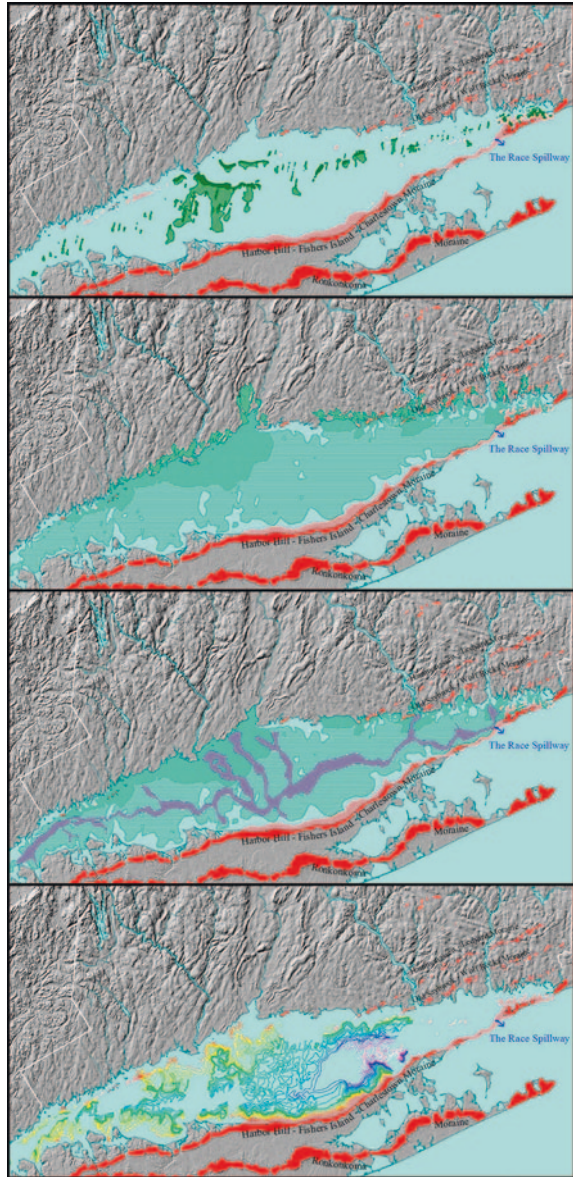 The Race Spillway
Harbor Hill - Fishers Island - Charlestown Moraine
Ronkonkoma
Moraine
The Race Spillway
Harbor Hill - Fishers Island - Charlestown Moraine
Ronkonkoma
Moraine
The Race Spillway
Harbor Hill - Fishers Island - Charlestown Moraine
Ronkonkoma
Moraine
The Race Spillway
Harbor Hill - Fishers Island - Charlestown Moraine
Ronkonkoma
Moraine